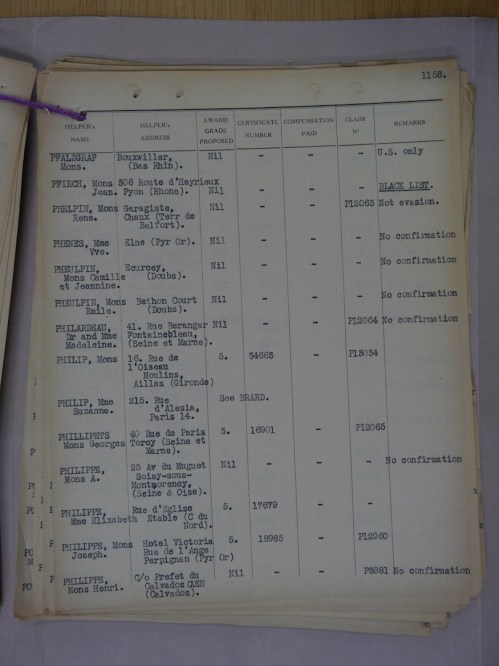 1158.
HELPER's NAME HELPER's ADDRESS AWARD GRADE PROPOSED CERTIFICATE NUMBER COMPENSATION PAID CLAIM Nº REMARKS
PFALZGRAF Bouxwiller, Nil - - - U.S. only
Mons. (Bas Rhin).
PFIRCH, Mons 306 Route d'Heyrieux
Jean. Pyon (Rhone). Nil - - - BLACK LIST.
PHELPIN, Mons Garagiste, Nil - - P12063 Not evasion.
Rene. Chaux (Terr de
Belfort).
PHENES, Mme Elne (Pyr Or). Nil - - - No confirmation
Vve.
PHEULPIN, Ecurcey, Nil - - - No confirmation
Mons Camille (Doubs).
et Jeannine.
PHEULPIN, Mons Bethon Court Nil - - - No confirmation
Emile. (Doubs).
PHILARDEAU, 41. Rue Beranger Nil - - P12064 No confirmation
Dr and Mme Fontainebleau,
Madeleine. (Seine et Marne).
PHILIP, Mons 16. Rue de 5. 34663 - P13034
l'Oiseau
Moulins,
Aillas (Gironde)
PHILIP, Mme 215. Rue See BRARD.
Suzanne. d'Alesia,
Paris 14.
PHILLIPETS 40 Rue de Paris 5. 16901 - P12065
Mons Georges Torcy (Seine et
Marne).
PHILIPPE, 25 Av du Muguet Nil - - - No confirmation
Mons A. Soisy-sous-
Montmorency,
(Seine & Oise).
PHILIPPE, Rue d'Eglise 5. 17679 - -
Mme Elizabeth Etable (C du
Nord).
PHILIPPE, Mons Hotel Victoria 5. 16985 - P12960
Joseph. Rue de l'Ange
Perpignan (Pyr Or)
PHILIPPE, C/o Prefet du Nil - - P3981 No confirmation
Mons Henri. Calvados CAEN
(Calvados).